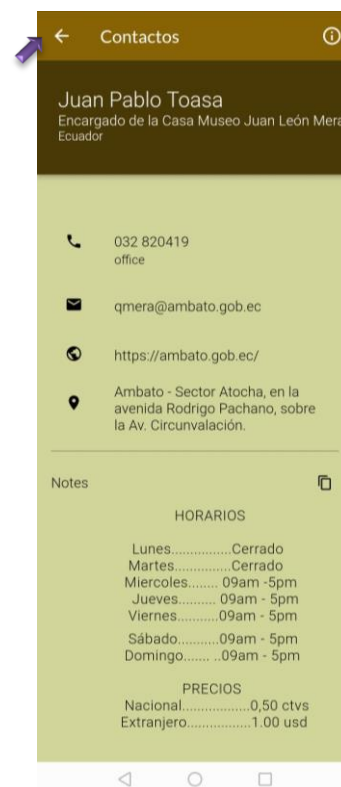 Contactos
Juan Pablo Toasa
Encargado de la Casa Museo Juan León Mera
Ecuador
032 820419
office
qmera@ambato.gob.ec
https://ambato.gob.ec/
Ambato - Sector Atocha, en la
avenida Rodrigo Pachano, sobre
la Av. Circunvalación.
Notes
HORARIOS
Lunes................Cerrado
Martes...............Cerrado
Miercoles........ 09am -5pm
Jueves.......... 09am - 5pm
Viernes...........09am - 5pm
Sábado...........09am - 5pm
Domingo....... ..09am - 5pm
PRECIOS
Nacional..................0,50 ctvs
Extranjero.................1.00 usd